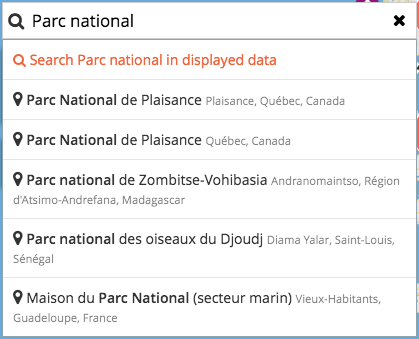 Parc national
Search Parc national in displayed data
Parc National de Plaisance Plaisance, Québec, Canada
Parc National de Plaisance Québec, Canada
Parc national de Zombitse-Vohibasia Andranomaintso, Région
d'Atsimo-Andrefana, Madagascar
Parc national des oiseaux du Djoudj Diama Yalar, Saint-Louis,
Sénégal
Maison du Parc National (secteur marin) Vieux-Habitants,
Guadeloupe, France